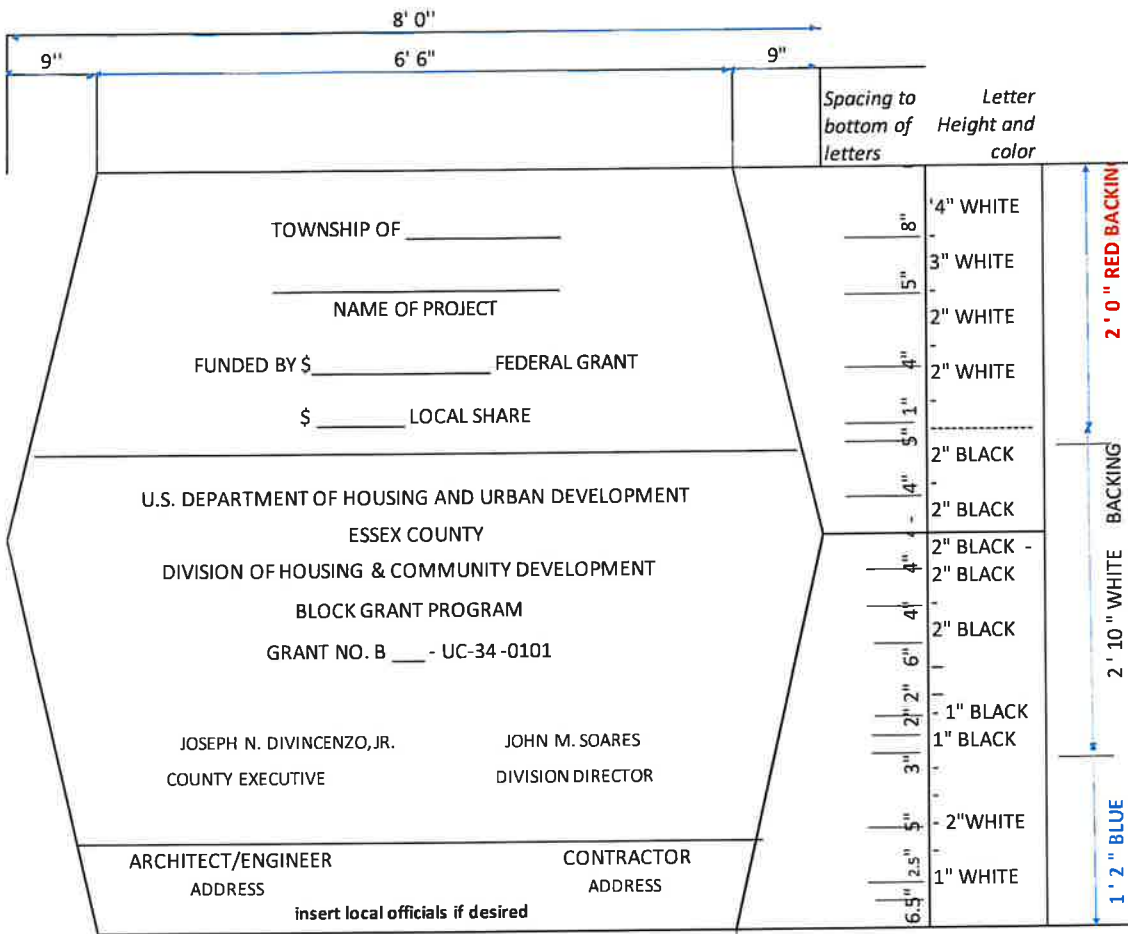 8' 0"
9" 6' 6" 9"
Spacing to bottom of letters
Letter Height and color
TOWNSHIP OF ____________
____________
NAME OF PROJECT
FUNDED BY $____________ FEDERAL GRANT
$ ________ LOCAL SHARE
U.S. DEPARTMENT OF HOUSING AND URBAN DEVELOPMENT
ESSEX COUNTY
DIVISION OF HOUSING & COMMUNITY DEVELOPMENT
BLOCK GRANT PROGRAM
GRANT NO. B ___ - UC-34 -0101
JOSEPH N. DIVINCENZO, JR. JOHN M. SOARES
COUNTY EXECUTIVE DIVISION DIRECTOR
ARCHITECT/ENGINEER CONTRACTOR
ADDRESS ADDRESS
insert local officials if desired
8"
5"
4"
1"
5"
4"
4"
4"
6"
2"
2"
3"
5"
2.5"
6.5"
'4" WHITE
3" WHITE
2" WHITE
2" WHITE
2" BLACK
2" BLACK
2" BLACK -
2" BLACK
2" BLACK
- 1" BLACK
1" BLACK
- 2"WHITE
1" WHITE
2 ' 0 " RED BACKING
2 ' 10 " WHITE BACKING
1 ' 2 " BLUE